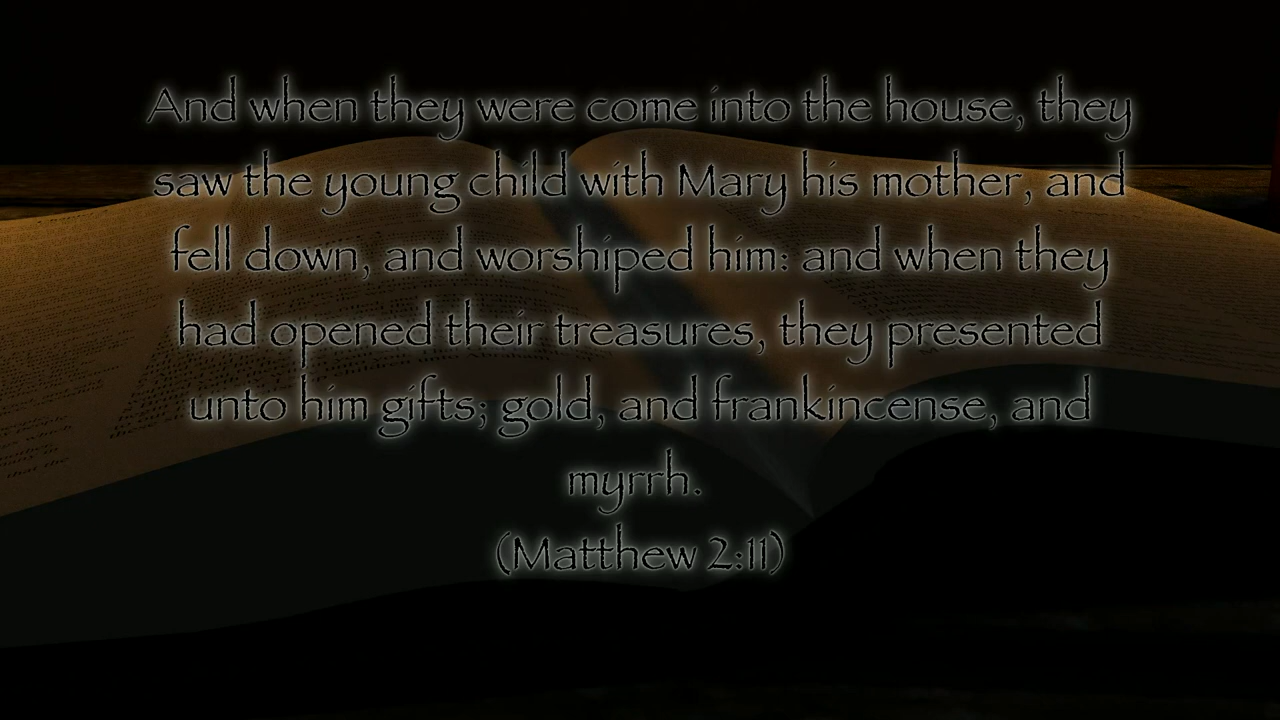 And when they were come into the house, they
saw the young child with Mary his mother, and
fell down, and worshiped him: and when they
had opened their treasures, they presented
unto him gifts; gold, and frankincense, and
myrrh.
(Matthew 2:11)